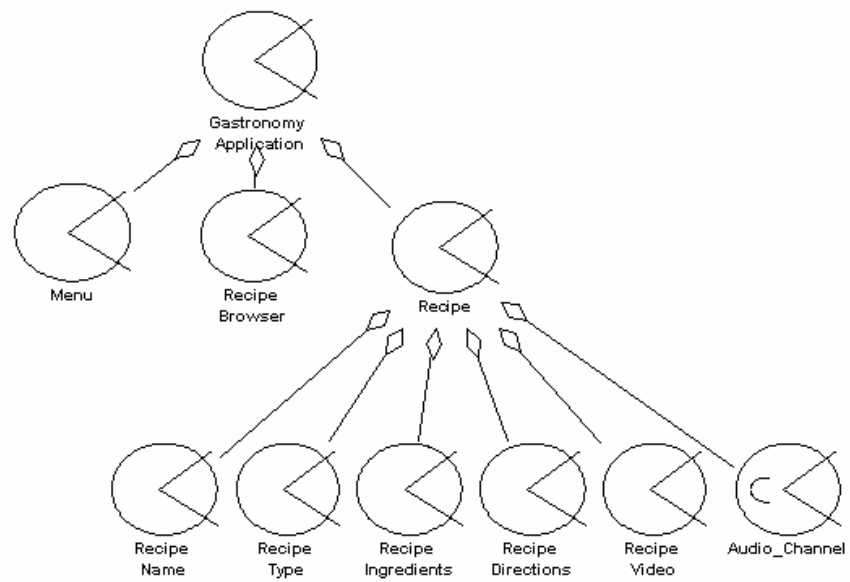 Gastronomy
Application
Menu
Recipe
Browser
Recipe
Recipe
Name
Recipe
Type
Recipe
Ingredients
Recipe
Directions
Recipe
Video
Audio_Channel